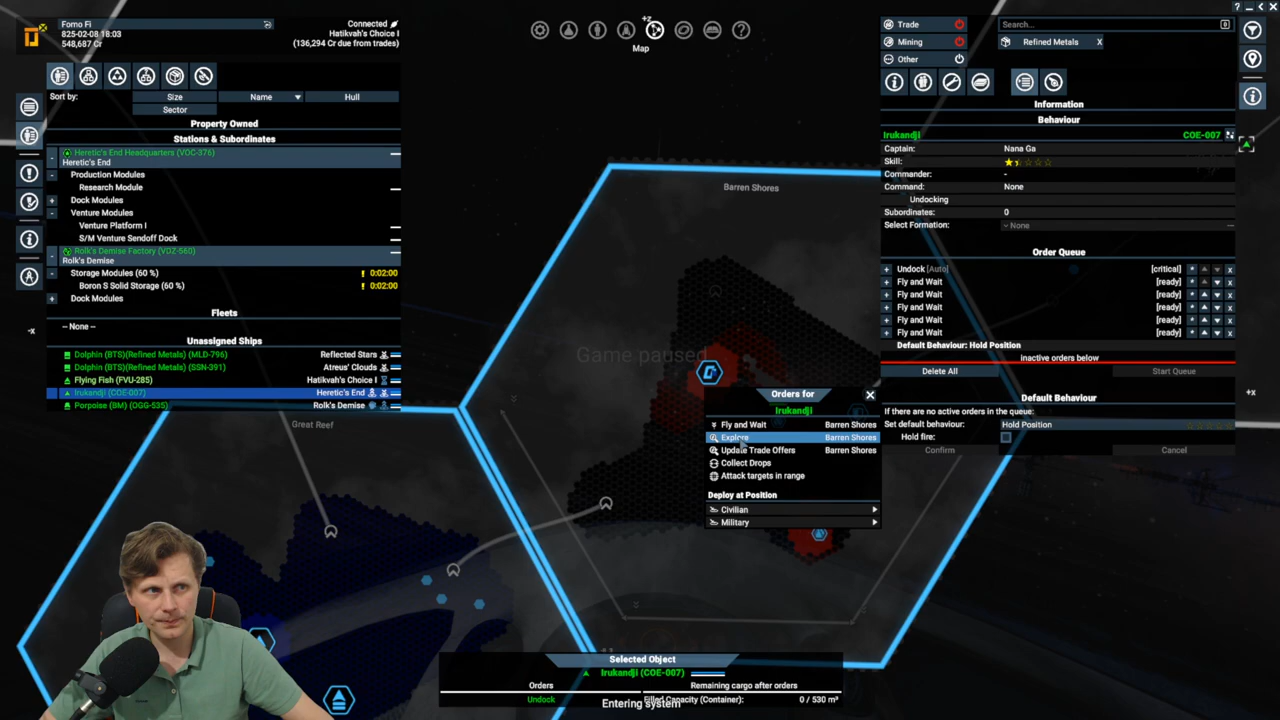 Fomo Fi
825-02-08 18:03
548,687 Cr
Connected
Hatikvah's Choice I
(136,294 Cr due from trades)
+z
Map
Sort by:
Size
Name
Hull
Sector
Property Owned
Stations & Subordinates
- Heretic's End Headquarters (VOC-376)
Heretic's End
- Production Modules
Research Module
+ Dock Modules
- Venture Modules
Venture Platform I
S/M Venture Sendoff Dock
- Rolk's Demise Factory (VDZ-560)
Rolk's Demise
- Storage Modules (60 %) ! 0:02:00
Boron S Solid Storage (60 %) ! 0:02:00
+ Dock Modules
Fleets
-- None --
Unassigned Ships
Dolphin (BTS)(Refined Metals) (MLD-796) Reflected Stars
Dolphin (BTS)(Refined Metals) (SSN-391) Atreus' Clouds
Flying Fish (FVU-285) Hatikvah's Choice I
Irukandji (COE-007) Heretic's End
Porpoise (BM) (OGG-535) Rolk's Demise
-x
Great Reef
Barren Shores
Game paused
Orders for
Irukandji
Fly and Wait Barren Shores
Explore Barren Shores
Update Trade Offers Barren Shores
Collect Drops
Attack targets in range
Deploy at Position
Civilian
Military
Selected Object
Irukandji (COE-007)
Orders
Remaining cargo after orders
Undock
Filled Capacity (Container): 0 / 530 m³
Entering system
Trade
Mining
Other
Search...
0
Refined Metals X
Information
Behaviour
Irukandji COE-007
Captain: Nana Ga
Skill:
Commander: -
Command: None
Undocking
Subordinates: 0
Select Formation: None
Order Queue
+ Undock [Auto] [critical] x
+ Fly and Wait [ready] x
+ Fly and Wait [ready] x
+ Fly and Wait [ready] x
+ Fly and Wait [ready] x
+ Fly and Wait [ready] x
Default Behaviour: Hold Position
inactive orders below
Delete All
Start Queue
Default Behaviour
If there are no active orders in the queue:
Set default behaviour: Hold Position
Hold fire:
Confirm
Cancel
+x